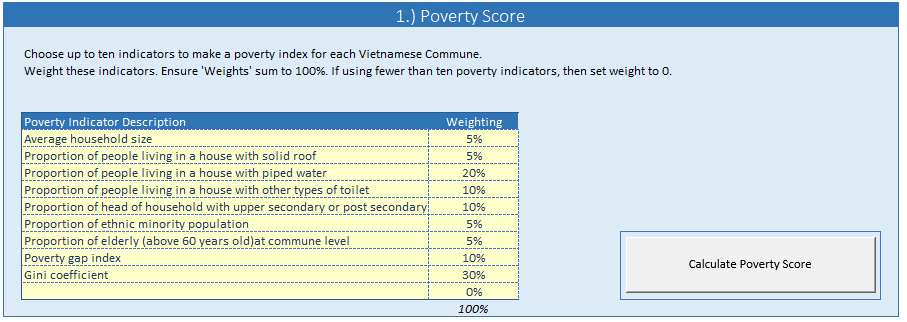 1.) Poverty Score
Choose up to ten indicators to make a poverty index for each Vietnamese Commune.
Weight these indicators. Ensure 'Weights' sum to 100%. If using fewer than ten poverty indicators, then set weight to 0.
Poverty Indicator Description Weighting
Average household size 5%
Proportion of people living in a house with solid roof 5%
Proportion of people living in a house with piped water 20%
Proportion of people living in a house with other types of toilet 10%
Proportion of head of household with upper secondary or post secondary 10%
Proportion of ethnic minority population 5%
Proportion of elderly (above 60 years old)at commune level 5%
Poverty gap index 10%
Gini coefficient 30%
0%
100%
Calculate Poverty Score